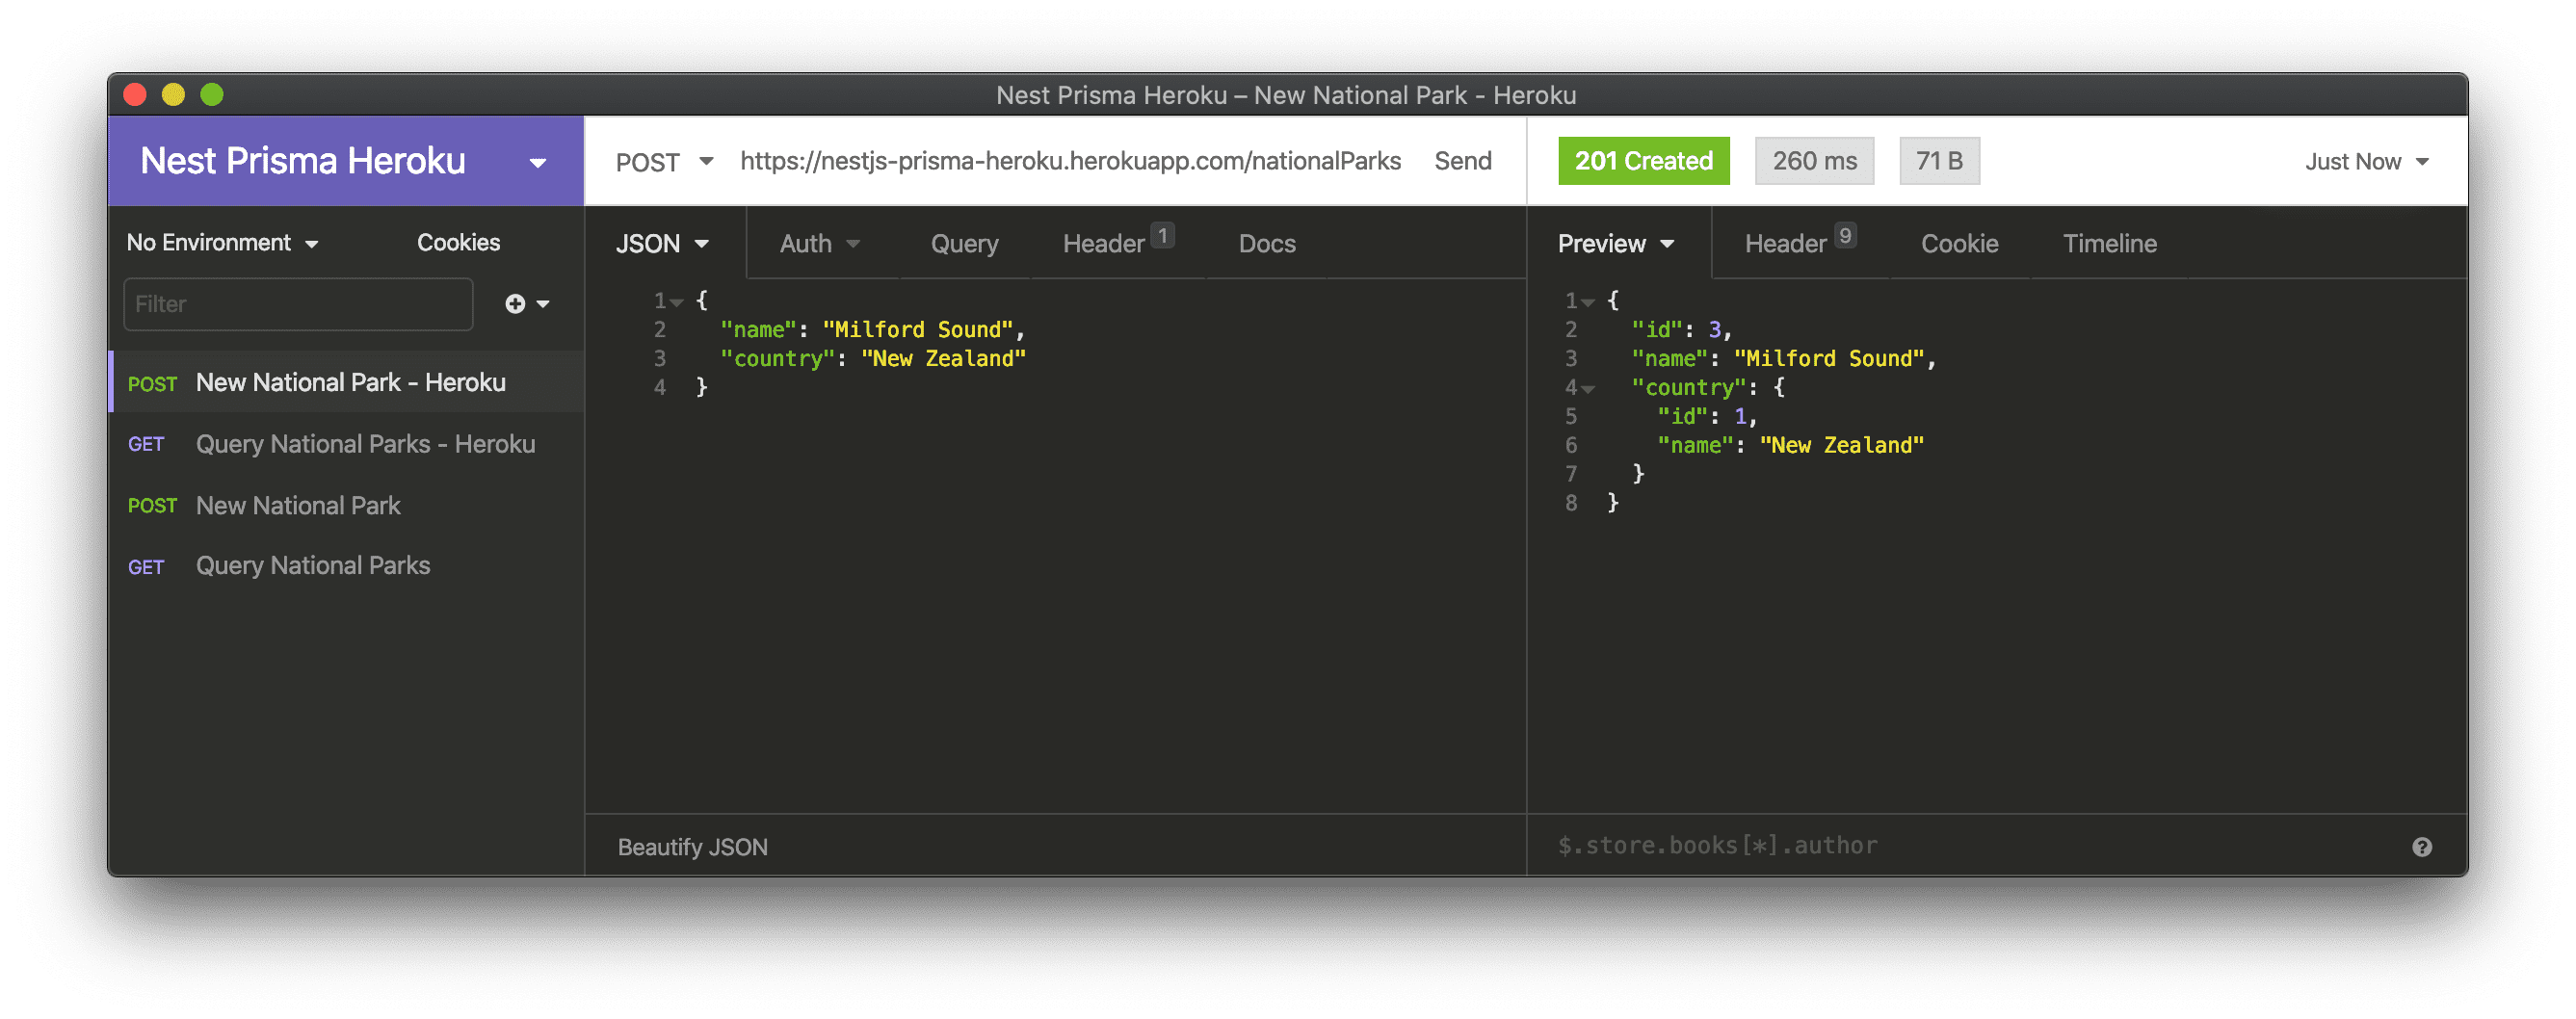 Nest Prisma Heroku – New National Park - Heroku
Nest Prisma Heroku
POST https://nestjs-prisma-heroku.herokuapp.com/nationalParks Send
201 Created 260 ms 71 B Just Now
No Environment Cookies
Filter
POST New National Park - Heroku
GET Query National Parks - Heroku
POST New National Park
GET Query National Parks
JSON Auth Query Header 1 Docs
1 {
2 "name": "Milford Sound",
3 "country": "New Zealand"
4 }
Beautify JSON
Preview Header 9 Cookie Timeline
1 {
2 "id": 3,
3 "name": "Milford Sound",
4 "country": {
5 "id": 1,
6 "name": "New Zealand"
7 }
8 }
$.store.books[*].author